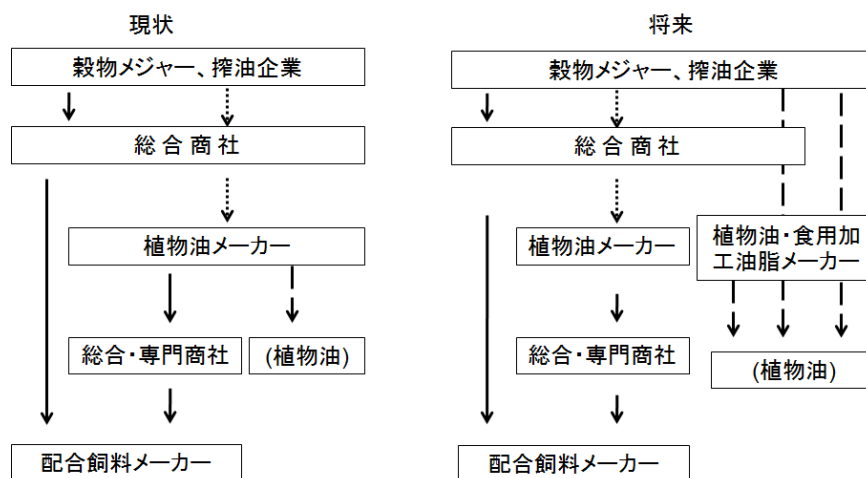 現状
穀物メジャー、搾油企業
総合商社
植物油メーカー
総合・専門商社
(植物油)
配合飼料メーカー
将来
穀物メジャー、搾油企業
総合商社
植物油メーカー
植物油・食用加
工油脂メーカー
総合・専門商社
(植物油)
配合飼料メーカー